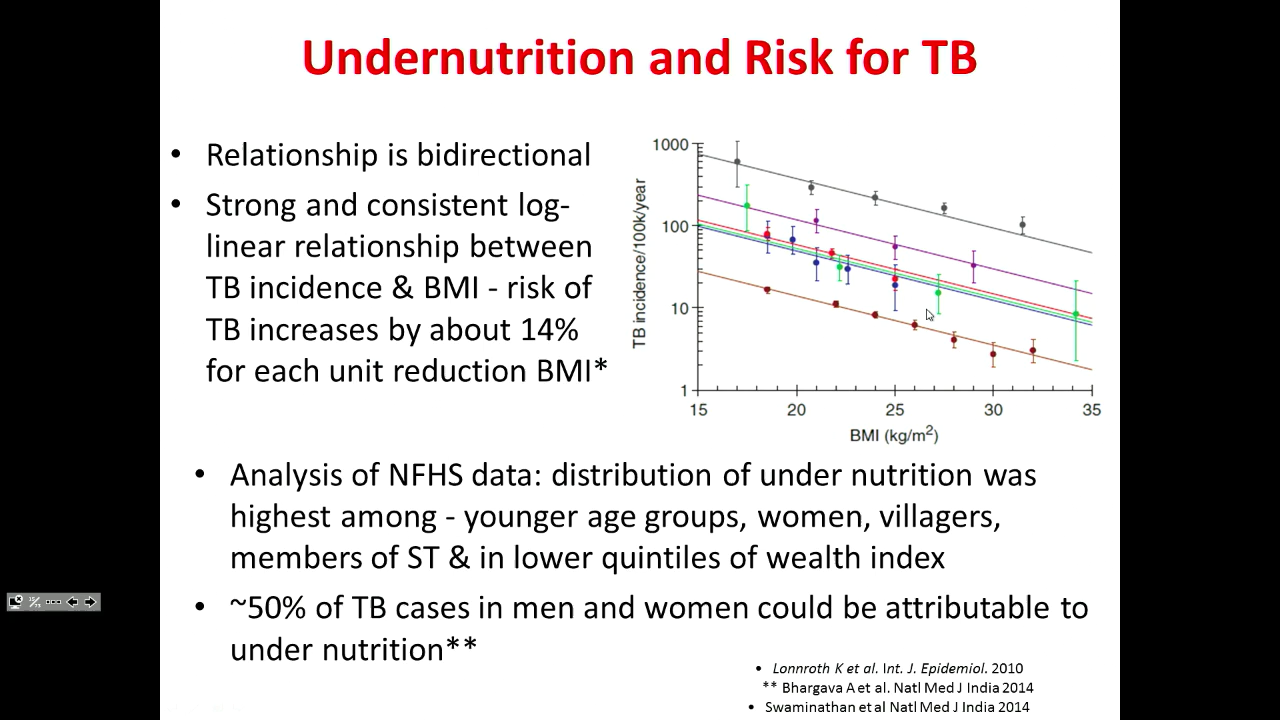 Undernutrition and Risk for TB
• Relationship is bidirectional
• Strong and consistent log-
linear relationship between
TB incidence & BMI - risk of
TB increases by about 14%
for each unit reduction BMI*
TB incidence/100k/year
1000
100
10
1
15 20 25 30 35
BMI (kg/m²)
• Analysis of NFHS data: distribution of under nutrition was
highest among - younger age groups, women, villagers,
members of ST & in lower quintiles of wealth index
• ~50% of TB cases in men and women could be attributable to
under nutrition**
• Lonnroth K et al. Int. J. Epidemiol. 2010
** Bhargava A et al. Natl Med J India 2014
• Swaminathan et al Natl Med J India 2014